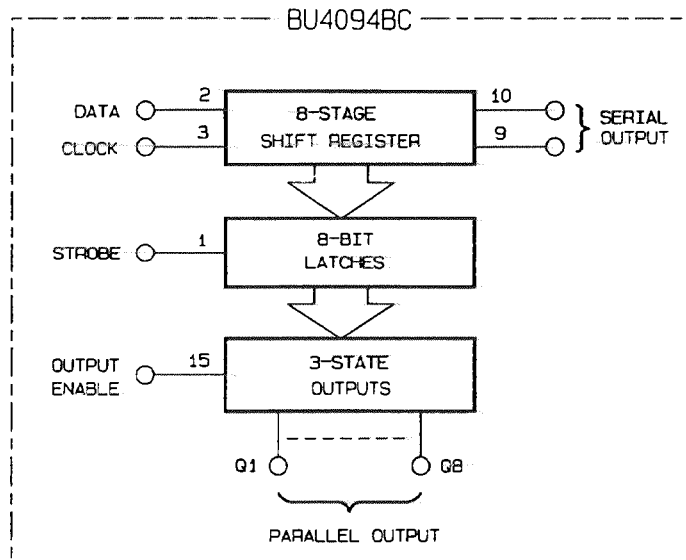 BU4094BC
DATA
2
8-STAGE
SHIFT REGISTER
10
SERIAL
OUTPUT
CLOCK
3
9
STROBE
1
8-BIT
LATCHES
OUTPUT
ENABLE
15
3-STATE
OUTPUTS
Q1
Q8
PARALLEL OUTPUT